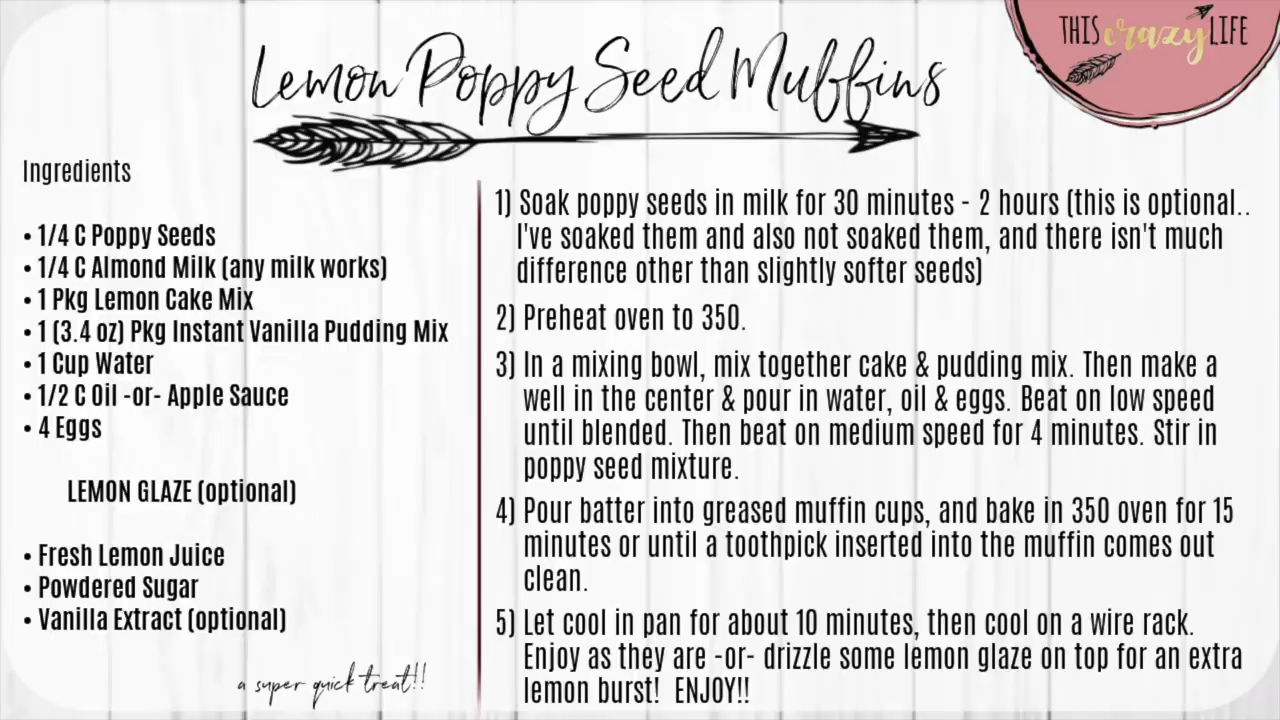 Lemon Poppy Seed Muffins
THIS crazy LIFE
Ingredients
• 1/4 C Poppy Seeds
• 1/4 C Almond Milk (any milk works)
• 1 Pkg Lemon Cake Mix
• 1 (3.4 oz) Pkg Instant Vanilla Pudding Mix
• 1 Cup Water
• 1/2 C Oil -or- Apple Sauce
• 4 Eggs
LEMON GLAZE (optional)
• Fresh Lemon Juice
• Powdered Sugar
• Vanilla Extract (optional)
a super quick treat!!
1) Soak poppy seeds in milk for 30 minutes - 2 hours (this is optional..
I've soaked them and also not soaked them, and there isn't much
difference other than slightly softer seeds)
2) Preheat oven to 350.
3) In a mixing bowl, mix together cake & pudding mix. Then make a
well in the center & pour in water, oil & eggs. Beat on low speed
until blended. Then beat on medium speed for 4 minutes. Stir in
poppy seed mixture.
4) Pour batter into greased muffin cups, and bake in 350 oven for 15
minutes or until a toothpick inserted into the muffin comes out
clean.
5) Let cool in pan for about 10 minutes, then cool on a wire rack.
Enjoy as they are -or- drizzle some lemon glaze on top for an extra
lemon burst! ENJOY!!